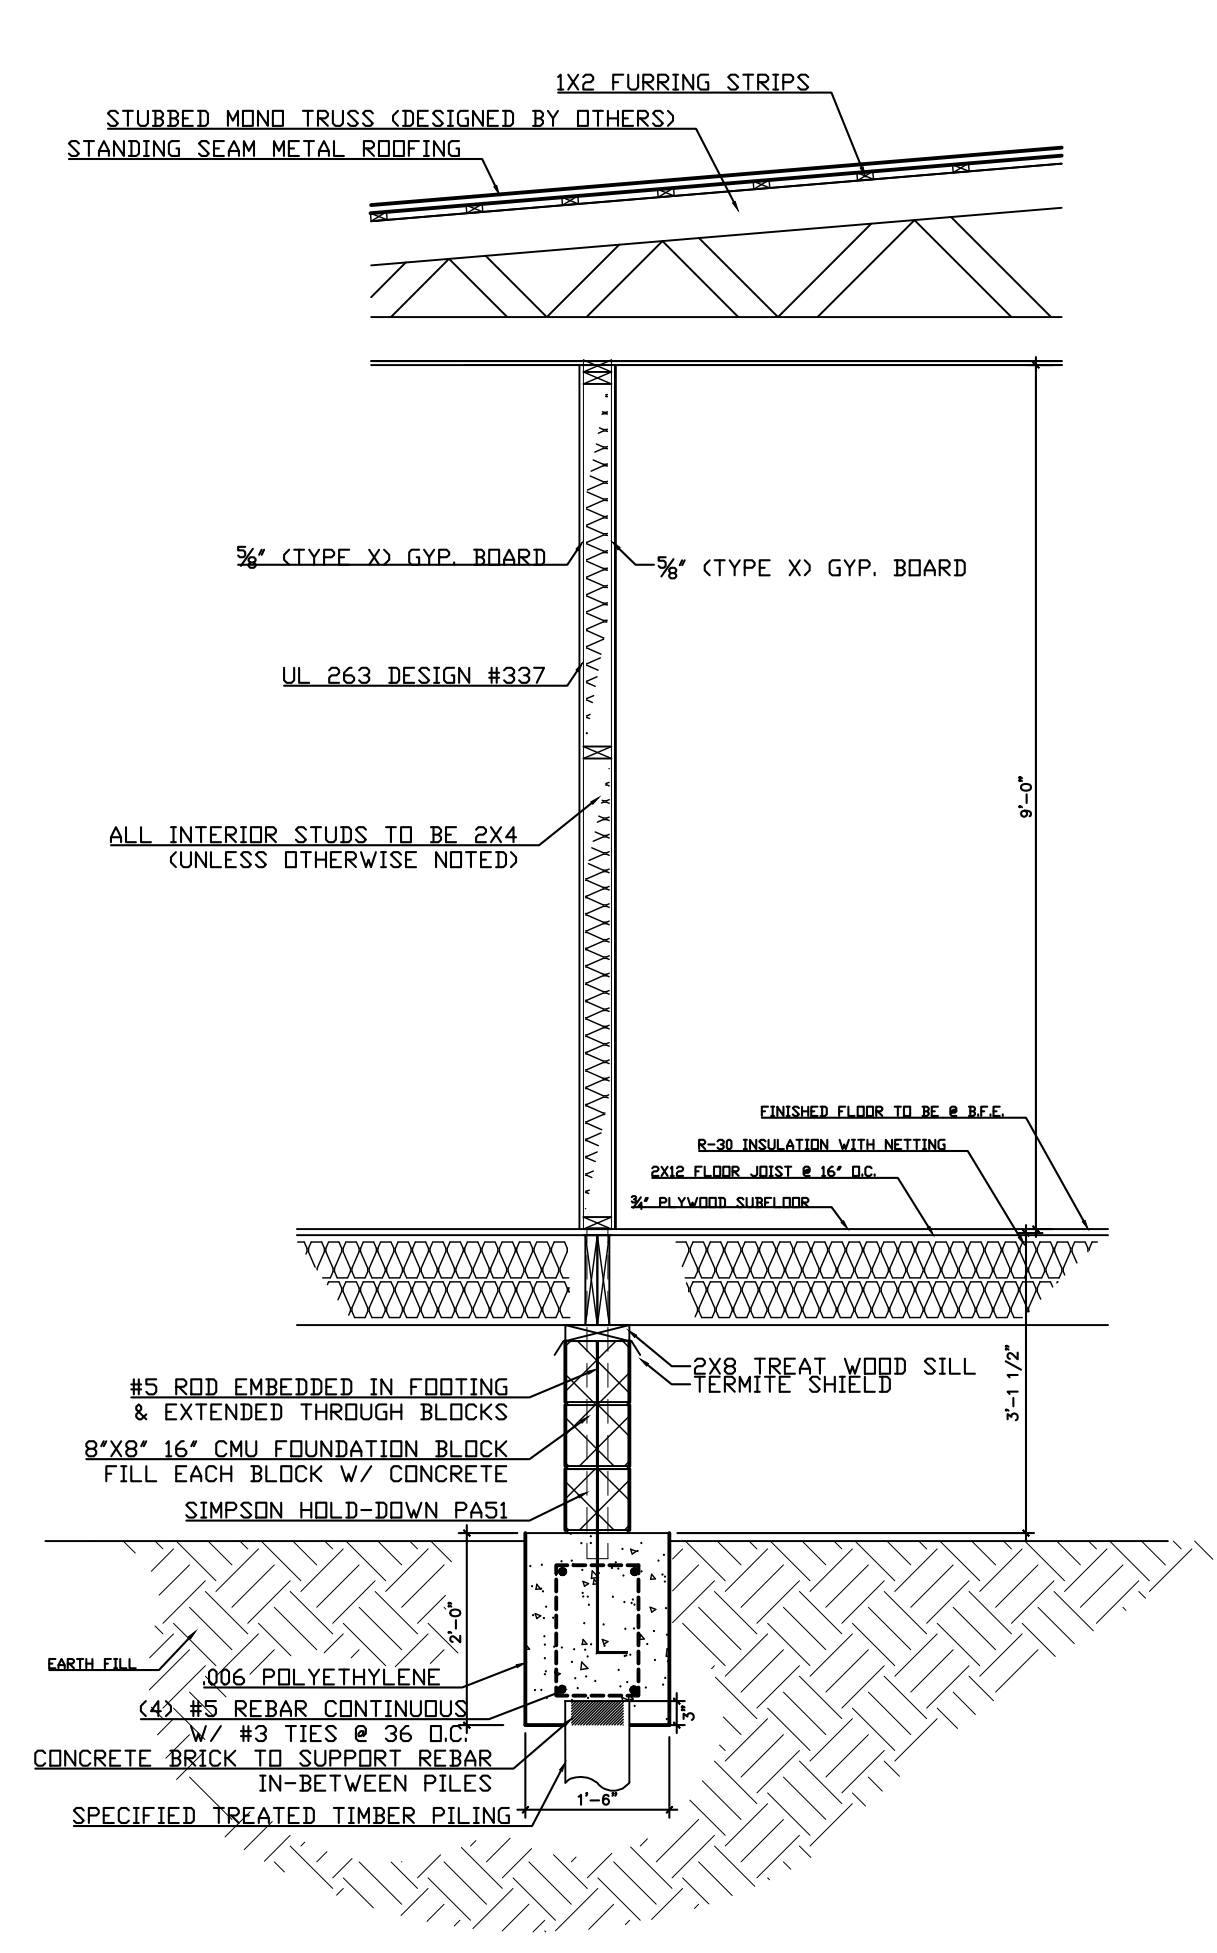 1X2 FURRING STRIPS
STUBBED MONO TRUSS (DESIGNED BY OTHERS)
STANDING SEAM METAL ROOFING
⅝" (TYPE X) GYP. BOARD
⅝" (TYPE X) GYP. BOARD
UL 263 DESIGN #337
9'-0"
ALL INTERIOR STUDS TO BE 2X4
(UNLESS OTHERWISE NOTED)
FINISHED FLOOR TO BE @ B.F.E.
R-30 INSULATION WITH NETTING
2X12 FLOOR JOIST @ 16" O.C.
¾" PLYWOOD SUBFLOOR
2X8 TREAT WOOD SILL
TERMITE SHIELD
3'-1 1/2"
#5 ROD EMBEDDED IN FOOTING
& EXTENDED THROUGH BLOCKS
8"X8" 16" CMU FOUNDATION BLOCK
FILL EACH BLOCK W/ CONCRETE
SIMPSON HOLD-DOWN PA51
2'-0"
EARTH FILL
.006 POLYETHYLENE
(4) #5 REBAR CONTINUOUS
W/ #3 TIES @ 36 O.C.
3"
CONCRETE BRICK TO SUPPORT REBAR
IN-BETWEEN PILES
1'-6"
SPECIFIED TREATED TIMBER PILING